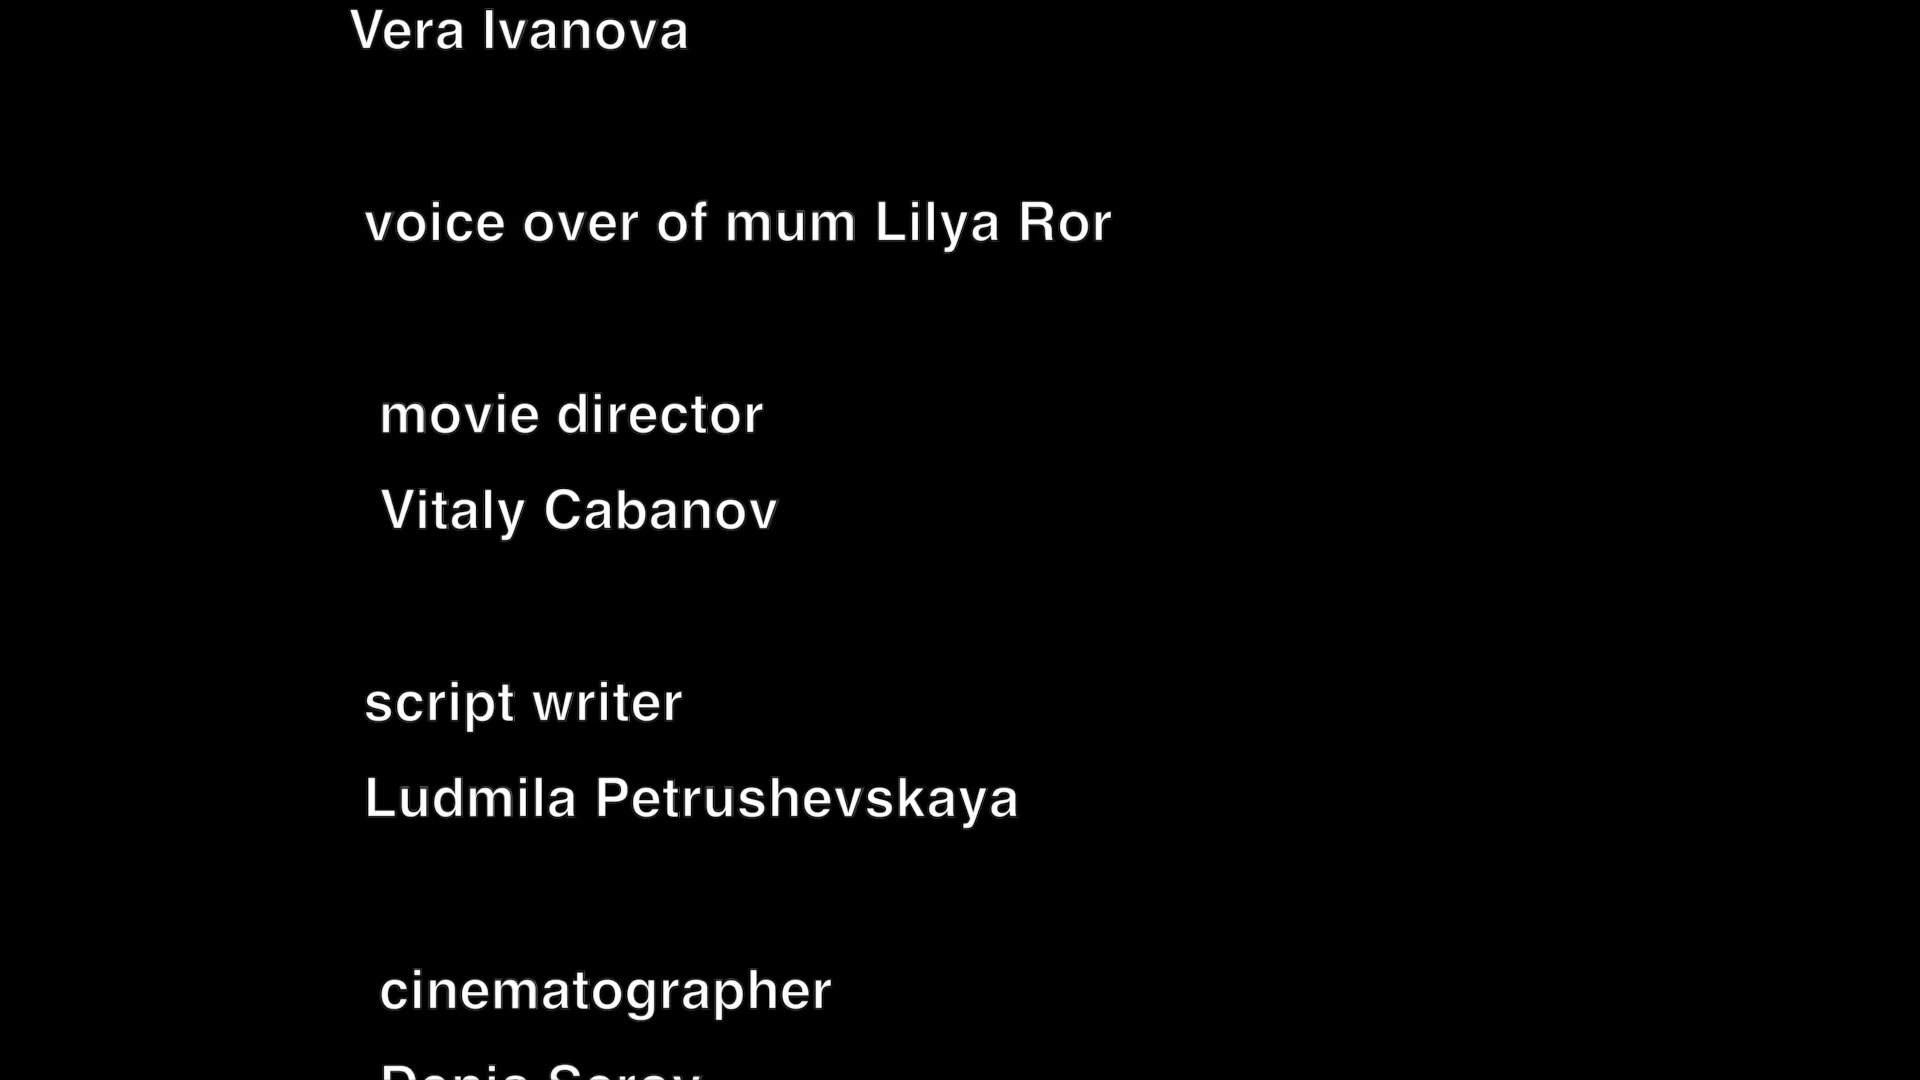 Vera Ivanova
voice over of mum Lilya Ror
movie director
Vitaly Cabanov
script writer
Ludmila Petrushevskaya
cinematographer